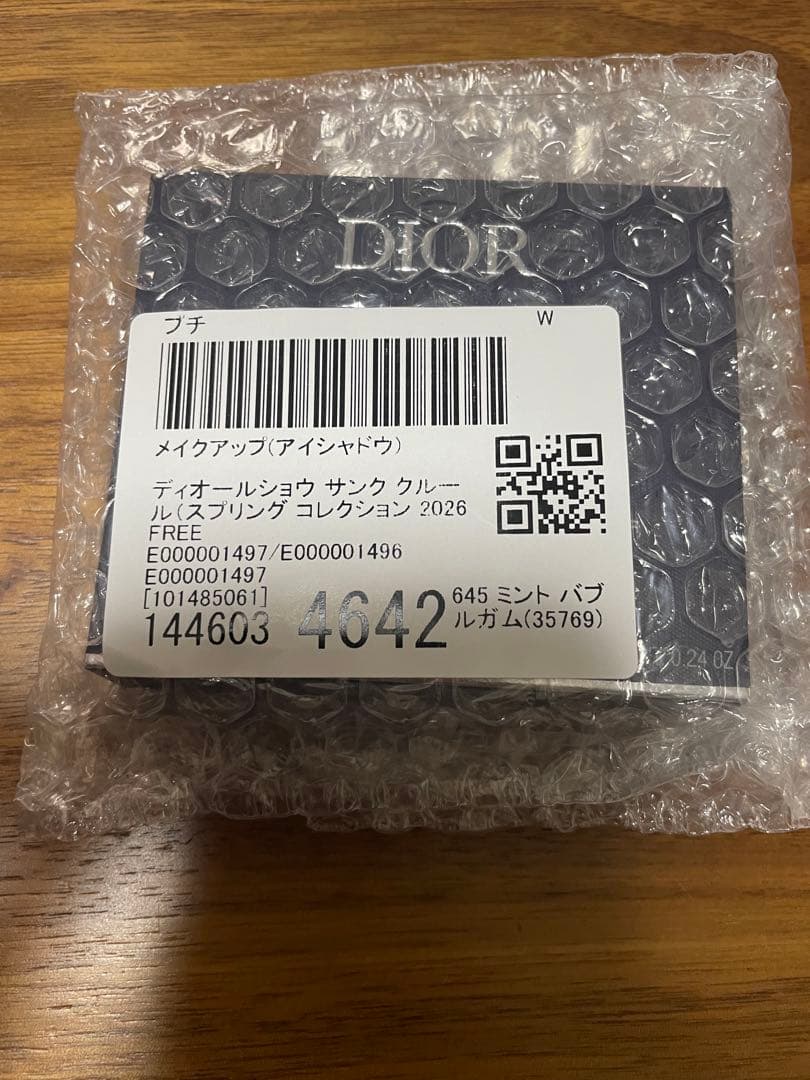 DIOR
プチ W
メイクアップ(アイシャドウ)
ディオールショウ サンク クルー
ル(スプリング コレクション 2026
FREE
E000001497/E000001496
E000001497
[101485061]
144603 4642 645 ミント バブ
ルガム(35769)
0.24 OZ